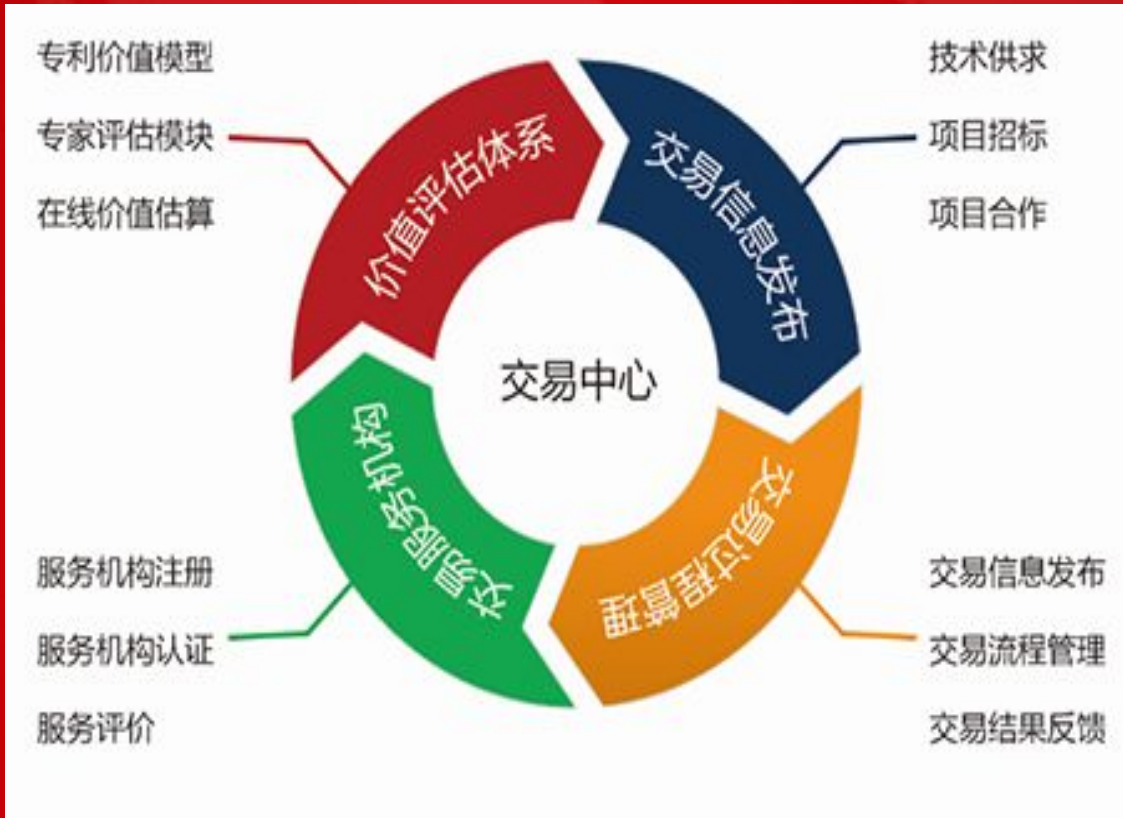 专利价值模型
专家评估模块
在线价值估算
技术供求
项目招标
项目合作
价值评估体系
交易信息发布
交易中心
交易服务机构
交易过程管理
服务机构注册
服务机构认证
服务评价
交易信息发布
交易流程管理
交易结果反馈